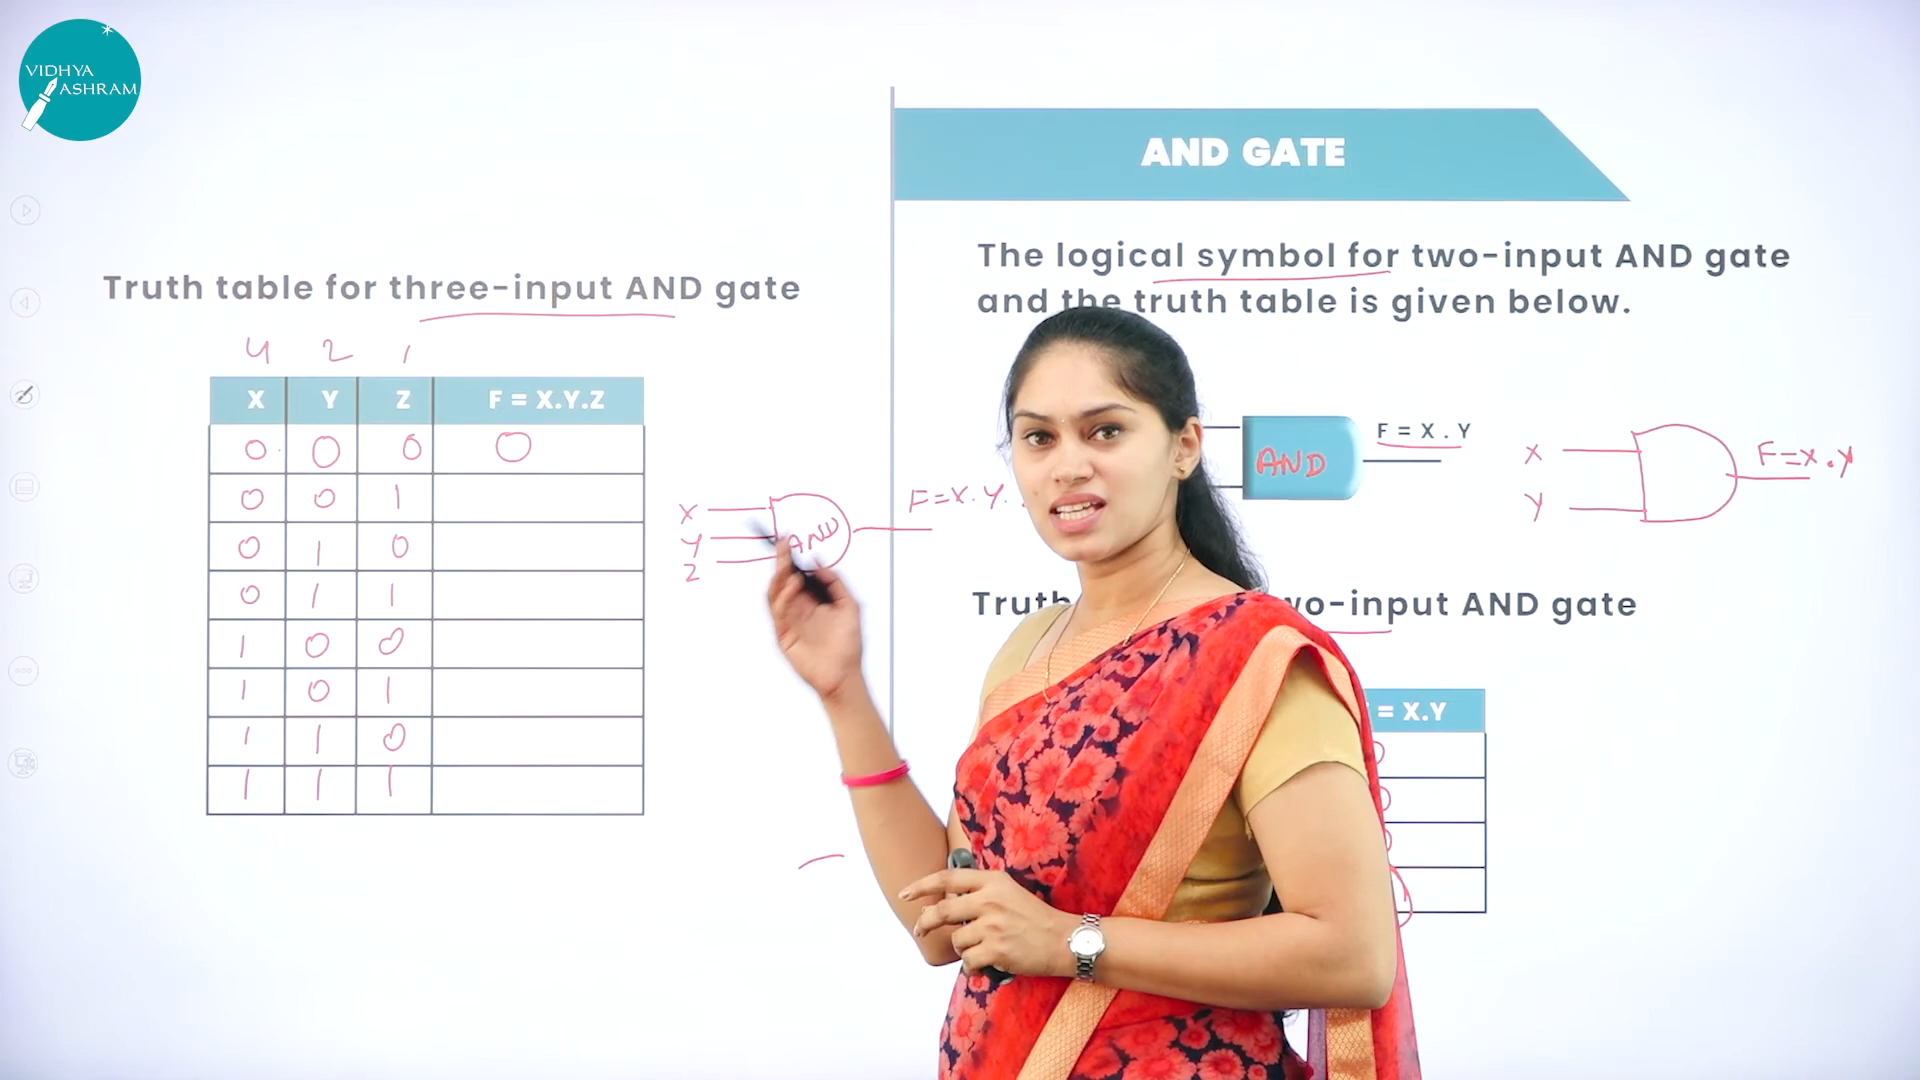 VIDHYA
ASHRAM
Truth table for three-input AND gate
4 2 1
X Y Z F = X.Y.Z
0 0 0 0
0 0 1
0 1 0
0 1 1
1 0 0
1 0 1
1 1 0
1 1 1
X
Y
Z
AND
F=X.Y.
AND GATE
The logical symbol for two-input AND gate
and the truth table is given below.
AND
F = X . Y
X
Y
F=X.Y
Truth two-input AND gate
= X.Y